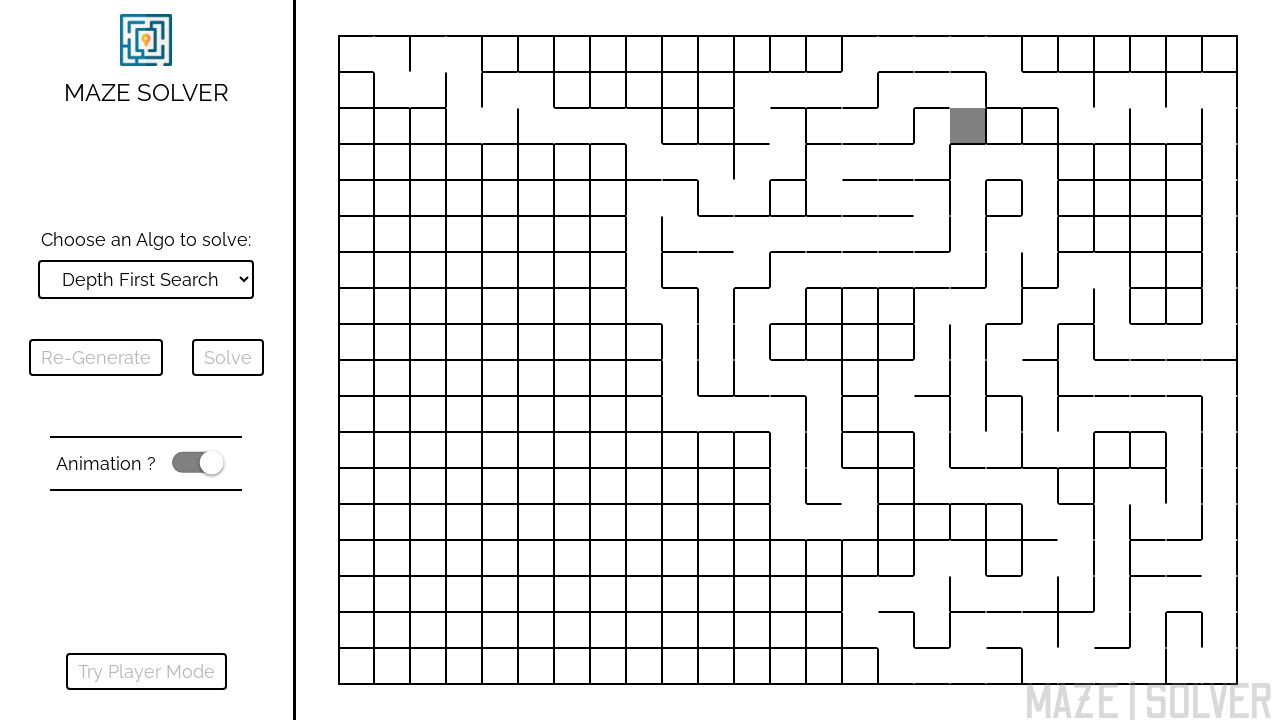 MAZE SOLVER
Choose an Algo to solve:
Depth First Search
Re-Generate
Solve
Animation ?
Try Player Mode
MAZE | SOLVER